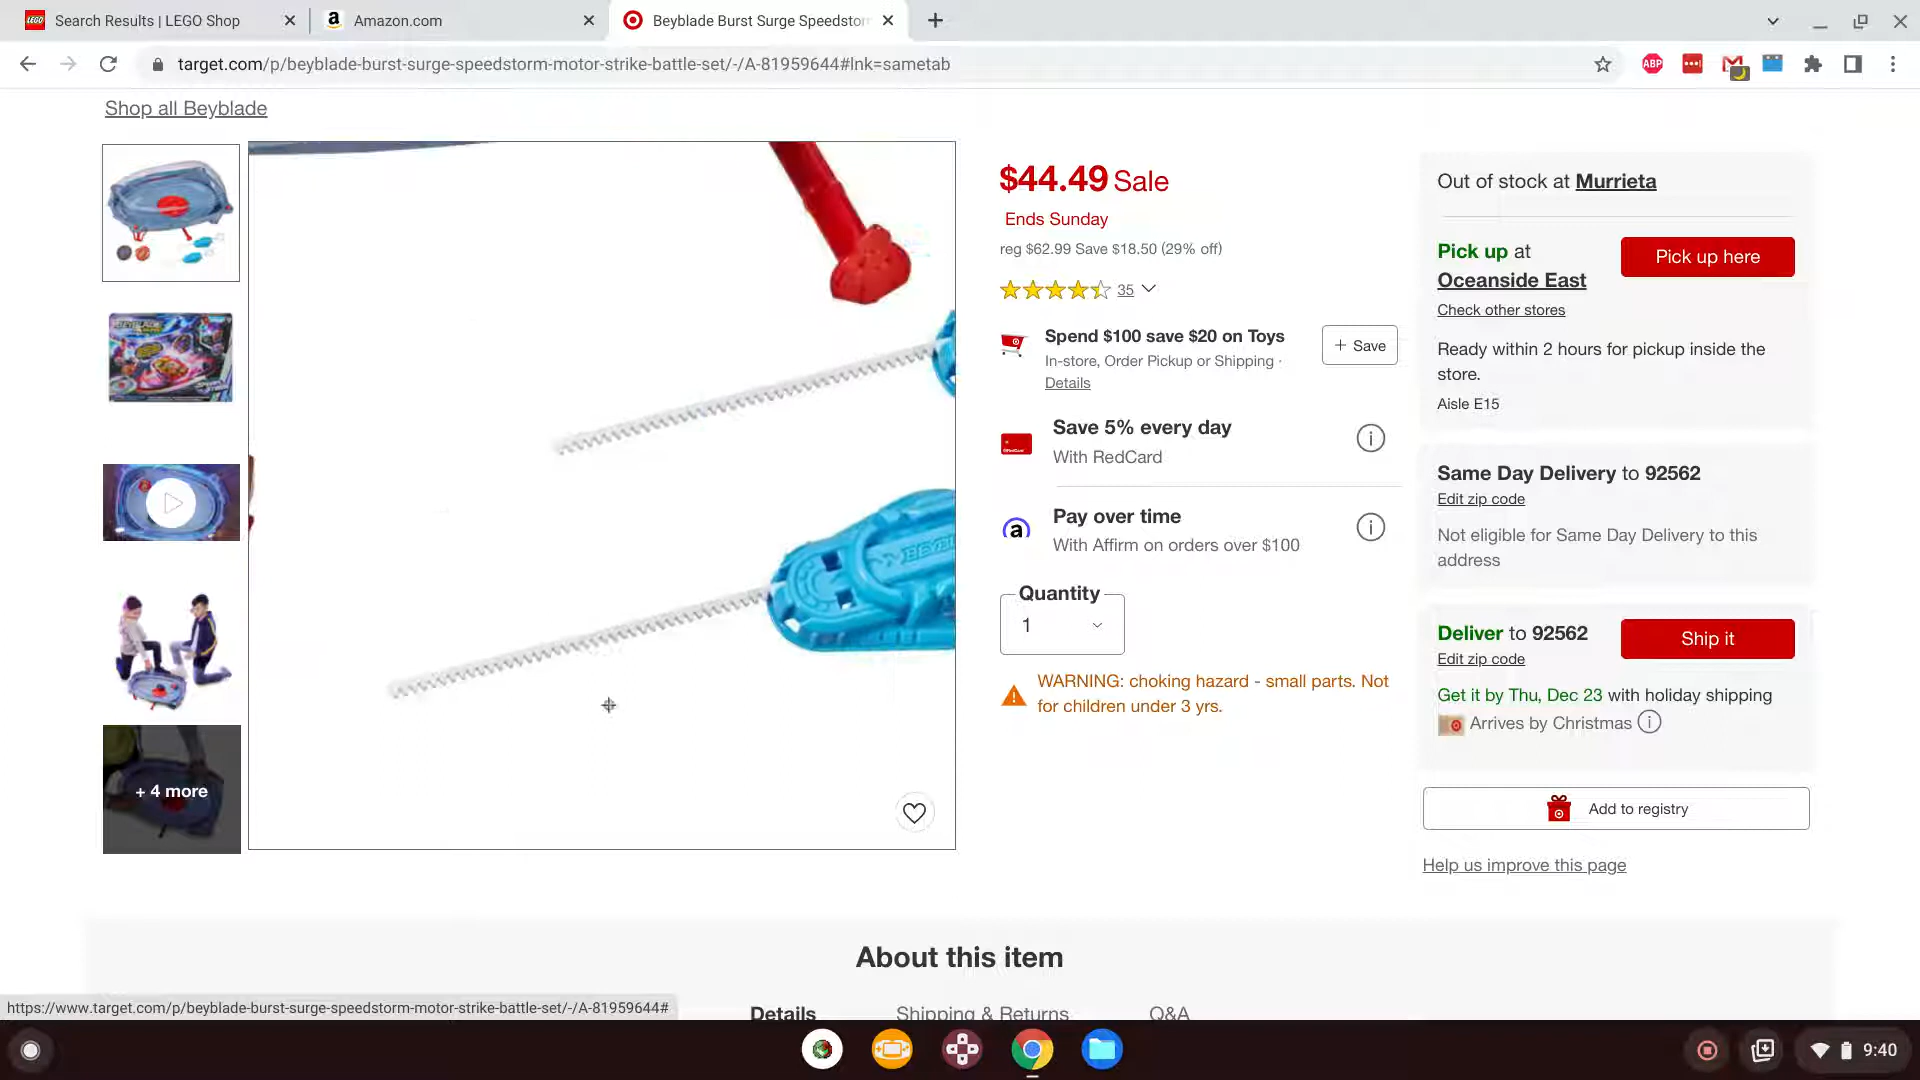 Search Results | LEGO Shop
Amazon.com
Beyblade Burst Surge Speedstor
target.com/p/beyblade-burst-surge-speedstorm-motor-strike-battle-set/-/A-81959644#lnk=sametab
ABP
Shop all Beyblade
+ 4 more
$44.49 Sale
Ends Sunday
reg $62.99 Save $18.50 (29% off)
35
Spend $100 save $20 on Toys
In-store, Order Pickup or Shipping ·
Details
+ Save
Save 5% every day
With RedCard
Pay over time
With Affirm on orders over $100
Quantity
1
WARNING: choking hazard - small parts. Not
for children under 3 yrs.
Out of stock at Murrieta
Pick up at
Oceanside East
Pick up here
Check other stores
Ready within 2 hours for pickup inside the
store.
Aisle E15
Same Day Delivery to 92562
Edit zip code
Not eligible for Same Day Delivery to this
address
Deliver to 92562
Ship it
Edit zip code
Get it by Thu, Dec 23 with holiday shipping
Arrives by Christmas
Add to registry
Help us improve this page
About this item
Details
Shipping & Returns
Q&A
https://www.target.com/p/beyblade-burst-surge-speedstorm-motor-strike-battle-set/-/A-81959644#
9:40